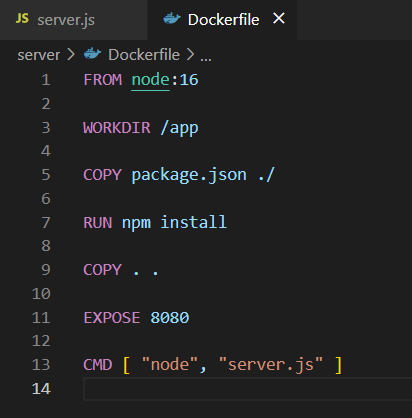 JS server.js Dockerfile ×
server > Dockerfile > ...
1 FROM node:16
2
3 WORKDIR /app
4
5 COPY package.json ./
6
7 RUN npm install
8
9 COPY . .
10
11 EXPOSE 8080
12
13 CMD [ "node", "server.js" ]
14